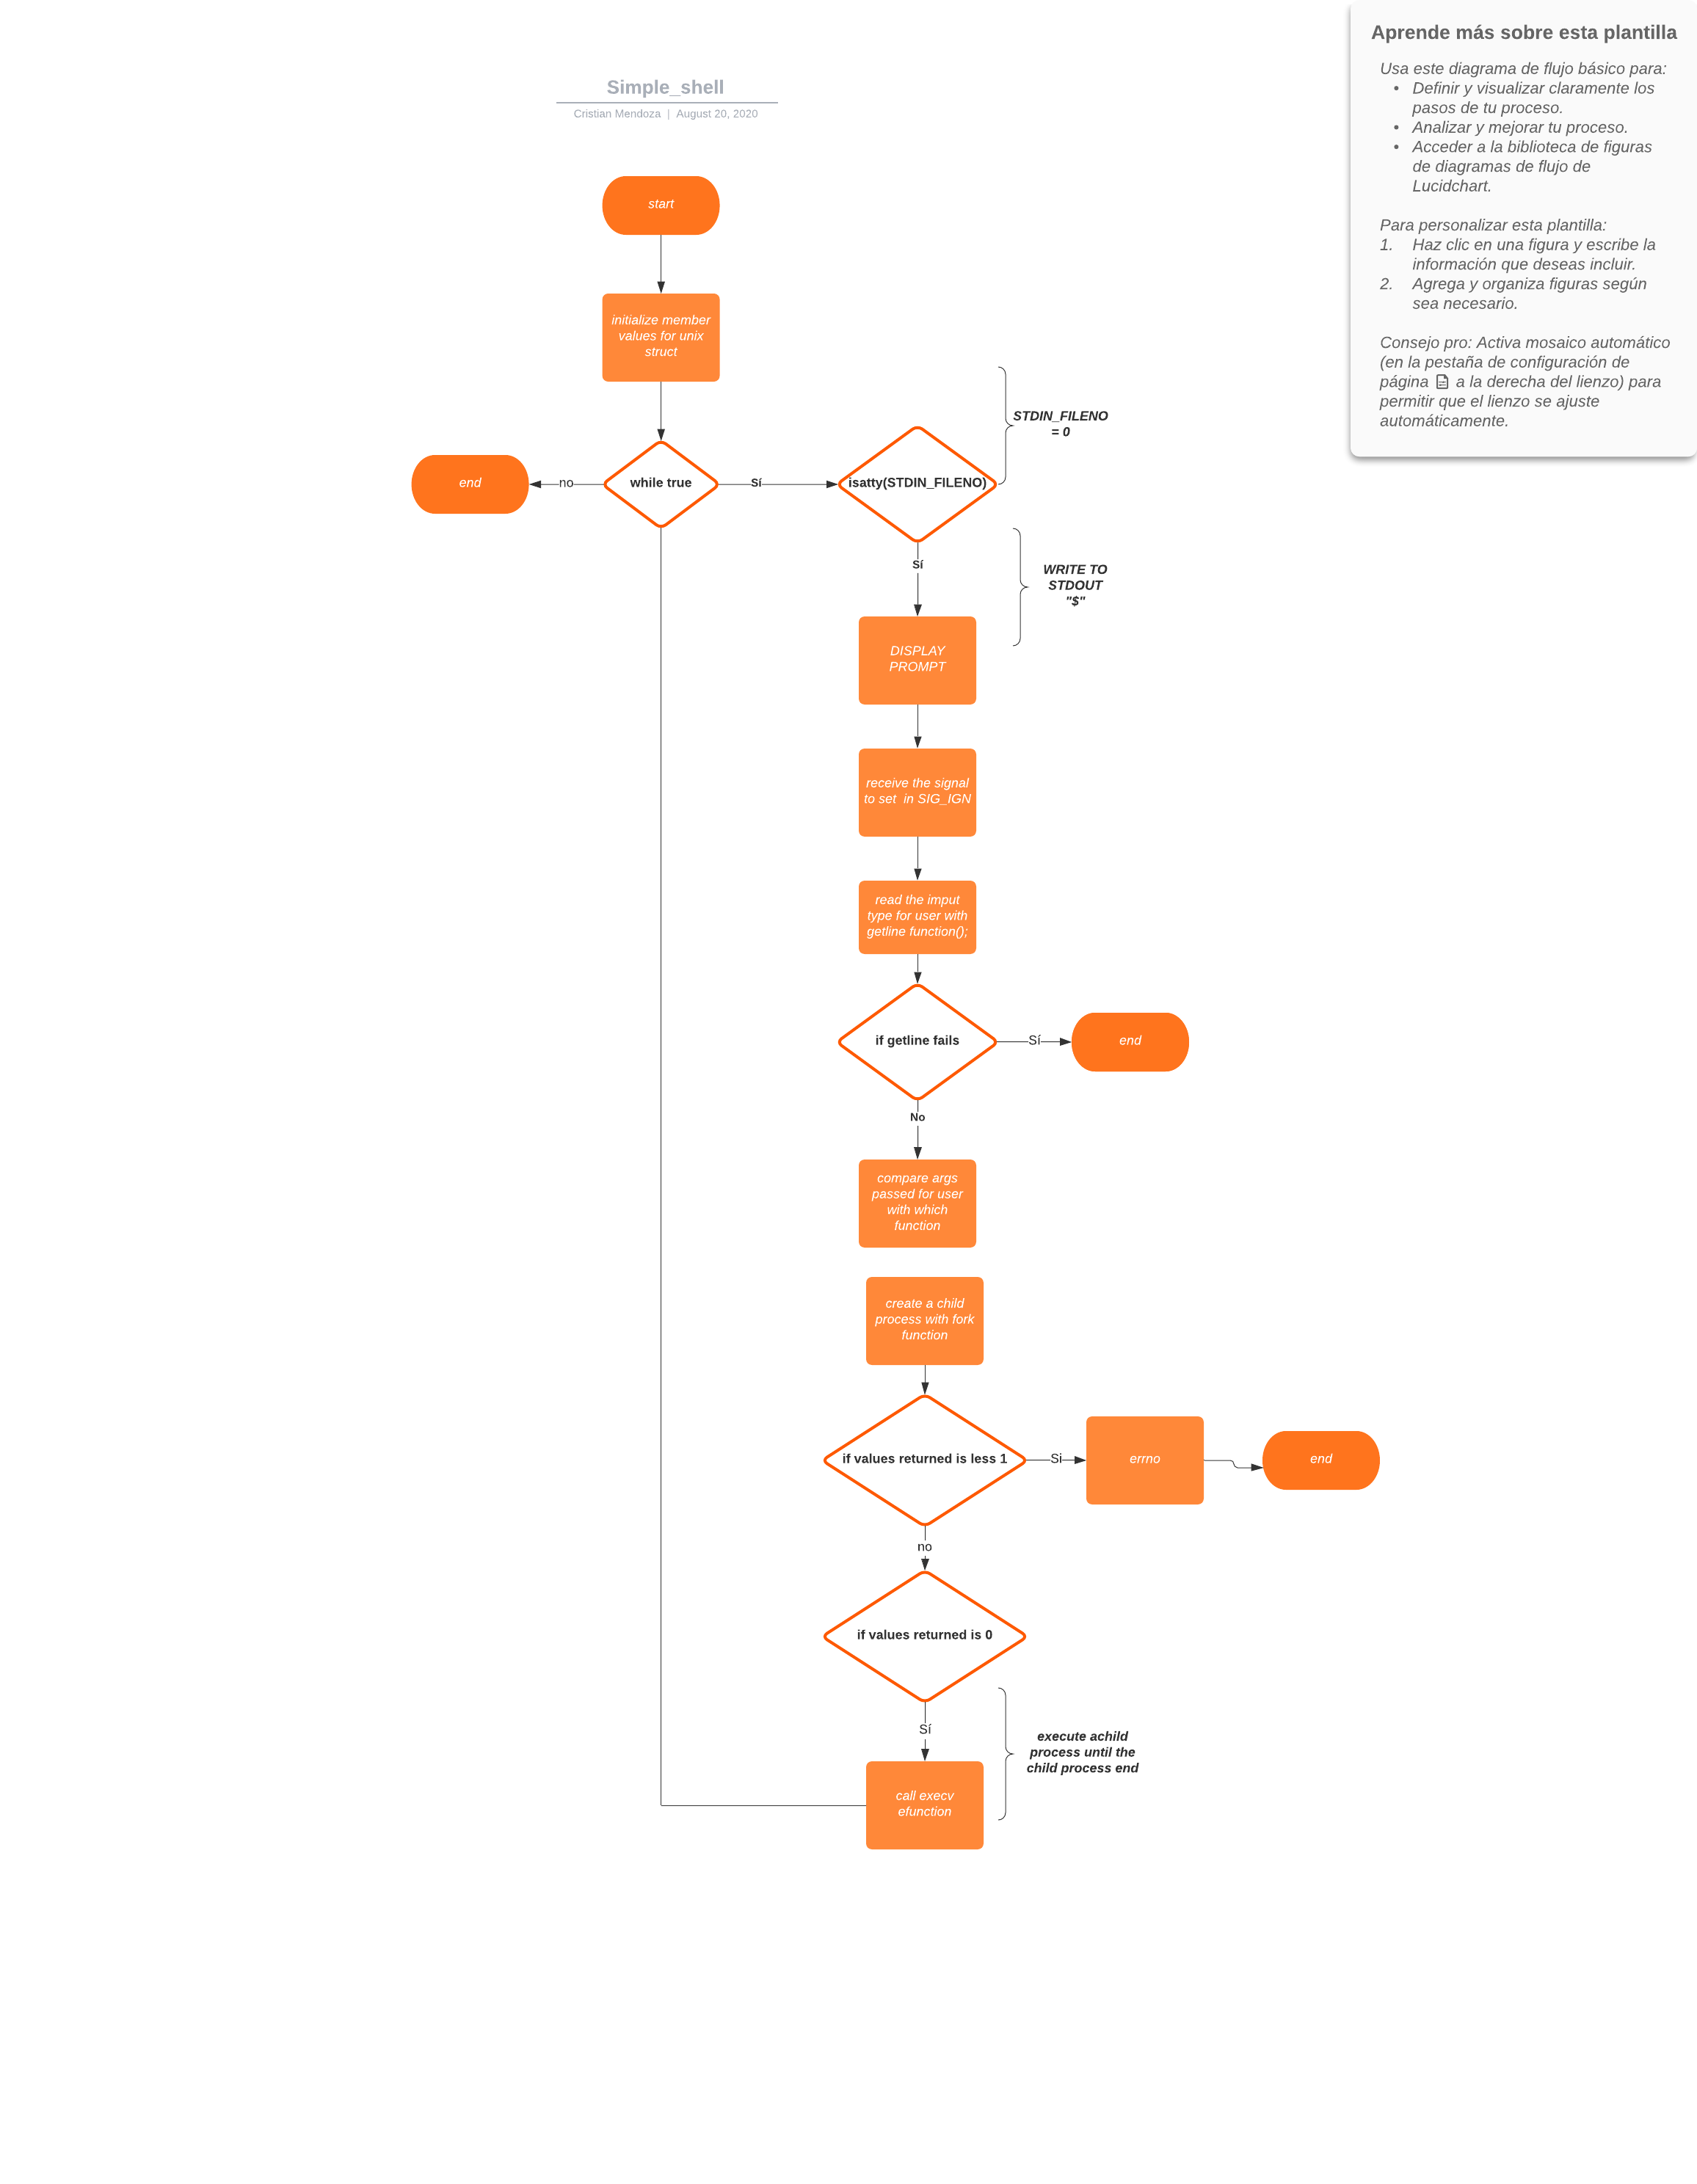 Simple_shell
Cristian Mendoza | August 20, 2020
Aprende más sobre esta plantilla
Usa este diagrama de flujo básico para:
• Definir y visualizar claramente los
pasos de tu proceso.
• Analizar y mejorar tu proceso.
• Acceder a la biblioteca de figuras
de diagramas de flujo de
Lucidchart.
Para personalizar esta plantilla:
1. Haz clic en una figura y escribe la
información que deseas incluir.
2. Agrega y organiza figuras según
sea necesario.
Consejo pro: Activa mosaico automático
(en la pestaña de configuración de
página a la derecha del lienzo) para
permitir que el lienzo se ajuste
automáticamente.
start
initialize member
values for unix
struct
end
no
while true
Sí
isatty(STDIN_FILENO)
STDIN_FILENO
= 0
Sí
WRITE TO
STDOUT
"$"
DISPLAY
PROMPT
receive the signal
to set in SIG_IGN
read the imput
type for user with
getline function();
if getline fails
Sí
end
No
compare args
passed for user
with which
function
create a child
process with fork
function
if values returned is less 1
Si
errno
end
no
if values returned is 0
Sí
execute achild
process until the
child process end
call execv
efunction